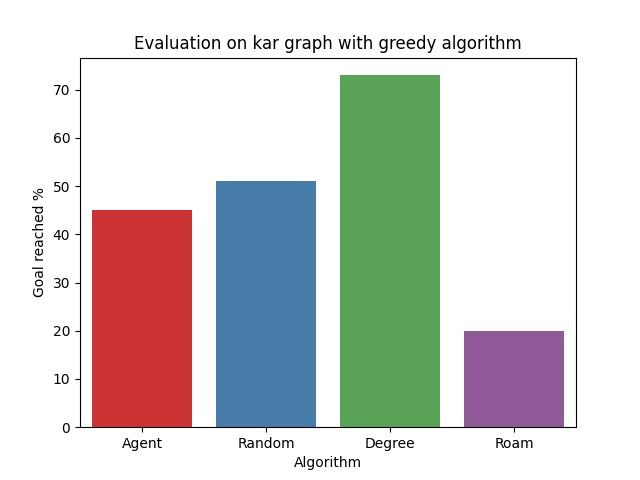 Evaluation on kar graph with greedy algorithm
Goal reached %
70
60
50
40
30
20
10
0
Agent Random Degree Roam
Algorithm